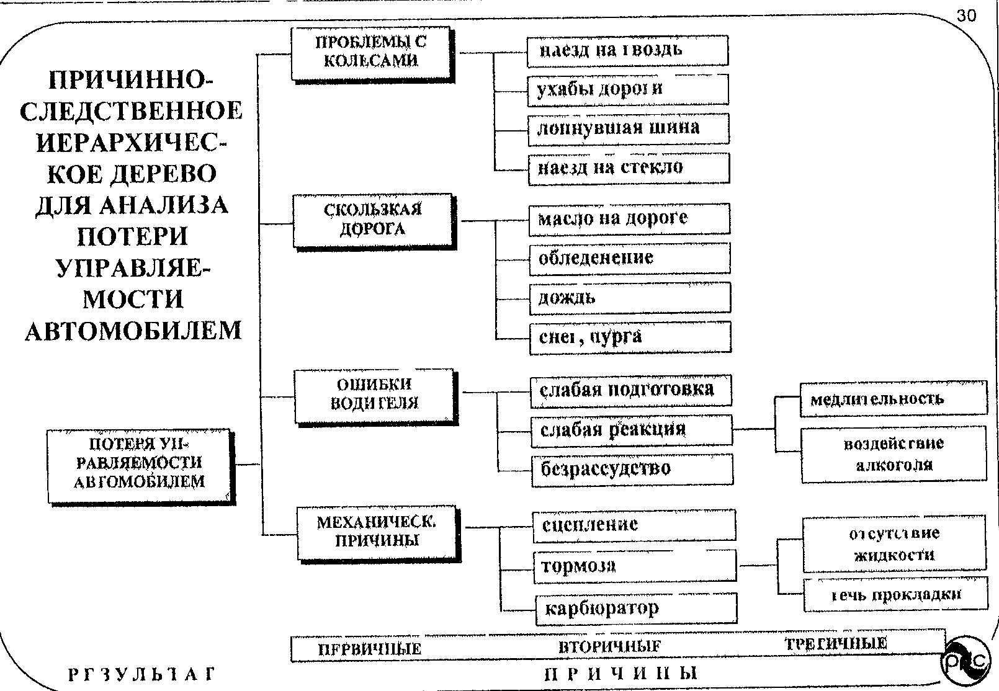 30
ПРИЧИННО-
СЛЕДСТВЕННОЕ
ИЕРАРХИЧЕС-
КОЕ ДЕРЕВО
ДЛЯ АНАЛИЗА
ПОТЕРИ
УПРАВЛЯЕ-
МОСТИ
АВТОМОБИЛЕМ
ПОТЕРЯ УП-
РАВЛЯЕМОСТИ
АВТОМОБИЛЕМ
ПРОБЛЕМЫ С
КОЛЕСАМИ
наезд на гвоздь
ухабы дороги
лопнувшая шина
наезд на стекло
СКОЛЬЗКАЯ
ДОРОГА
масло на дороге
обледенение
дождь
снег, пурга
ОШИБКИ
ВОДИТЕЛЯ
слабая подготовка
слабая реакция
безрассудство
медлительность
воздействие
алкоголя
МЕХАНИЧЕСК.
ПРИЧИНЫ
сцепление
тормоза
карбюратор
отсутствие
жидкости
течь прокладки
ПЕРВИЧНЫЕ ВТОРИЧНЫЕ ТРЕТИЧНЫЕ
РЕЗУЛЬТАТ ПРИЧИНЫ